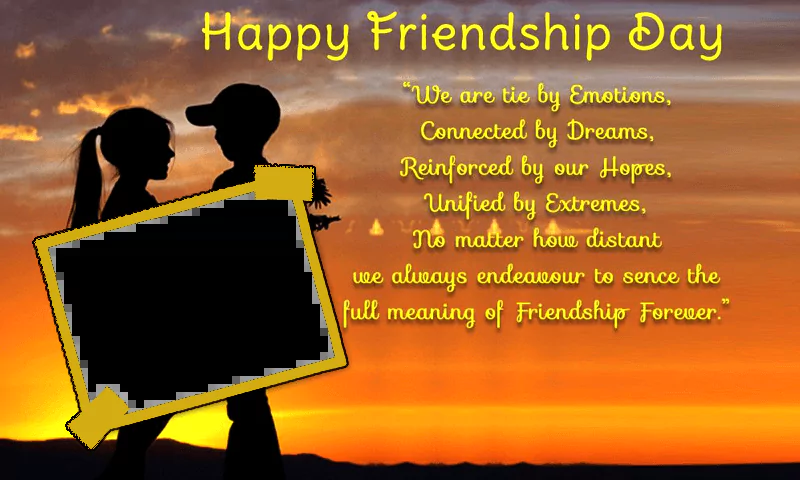 Happy Friendship Day
“We are tie by Emotions,
Connected by Dreams,
Reinforced by our Hopes,
Unified by Extremes,
No matter how distant
we always endeavour to sence the
full meaning of Friendship Forever.”